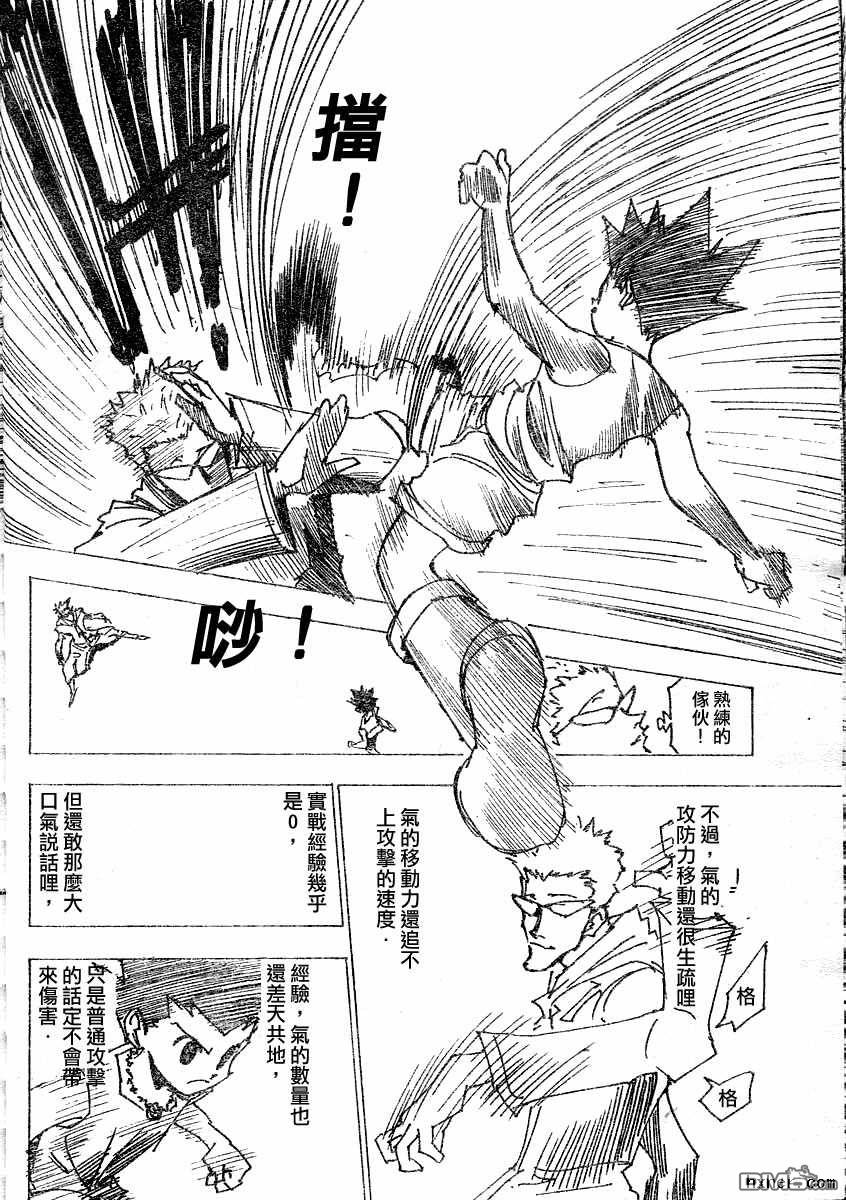 擋！
唦！
熟練的
傢伙！
不過，氣的
攻防力移動還很生疏哩
！
氣的移動力還追不
上攻擊的速度．
實戰經驗幾乎
是0，
但還敢那麼大
口氣說話哩，
格
格
經驗，氣的數量也
還差天共地，
只是普通攻擊
的話定不會帶
來傷害．